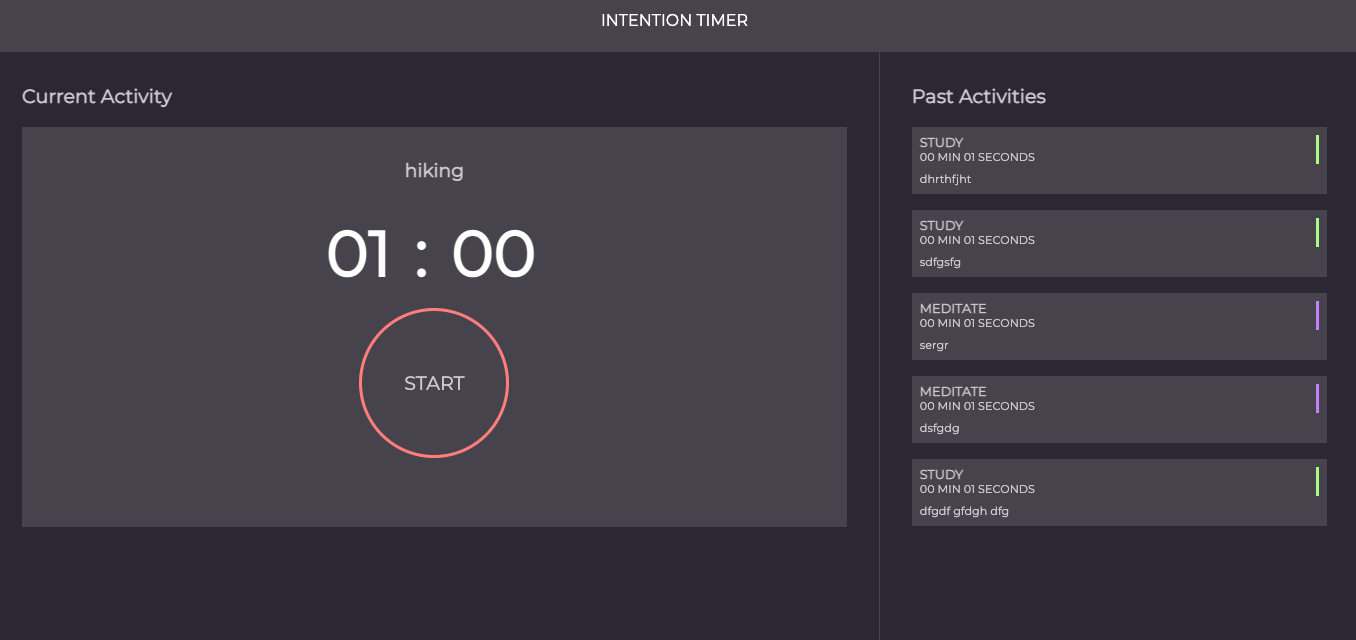 INTENTION TIMER
Current Activity
hiking
01 : 00
START
Past Activities
STUDY
00 MIN 01 SECONDS
dhrthfjht
STUDY
00 MIN 01 SECONDS
sdfgsfg
MEDITATE
00 MIN 01 SECONDS
sergr
MEDITATE
00 MIN 01 SECONDS
dsfgdg
STUDY
00 MIN 01 SECONDS
dfgdf gfdgh dfg